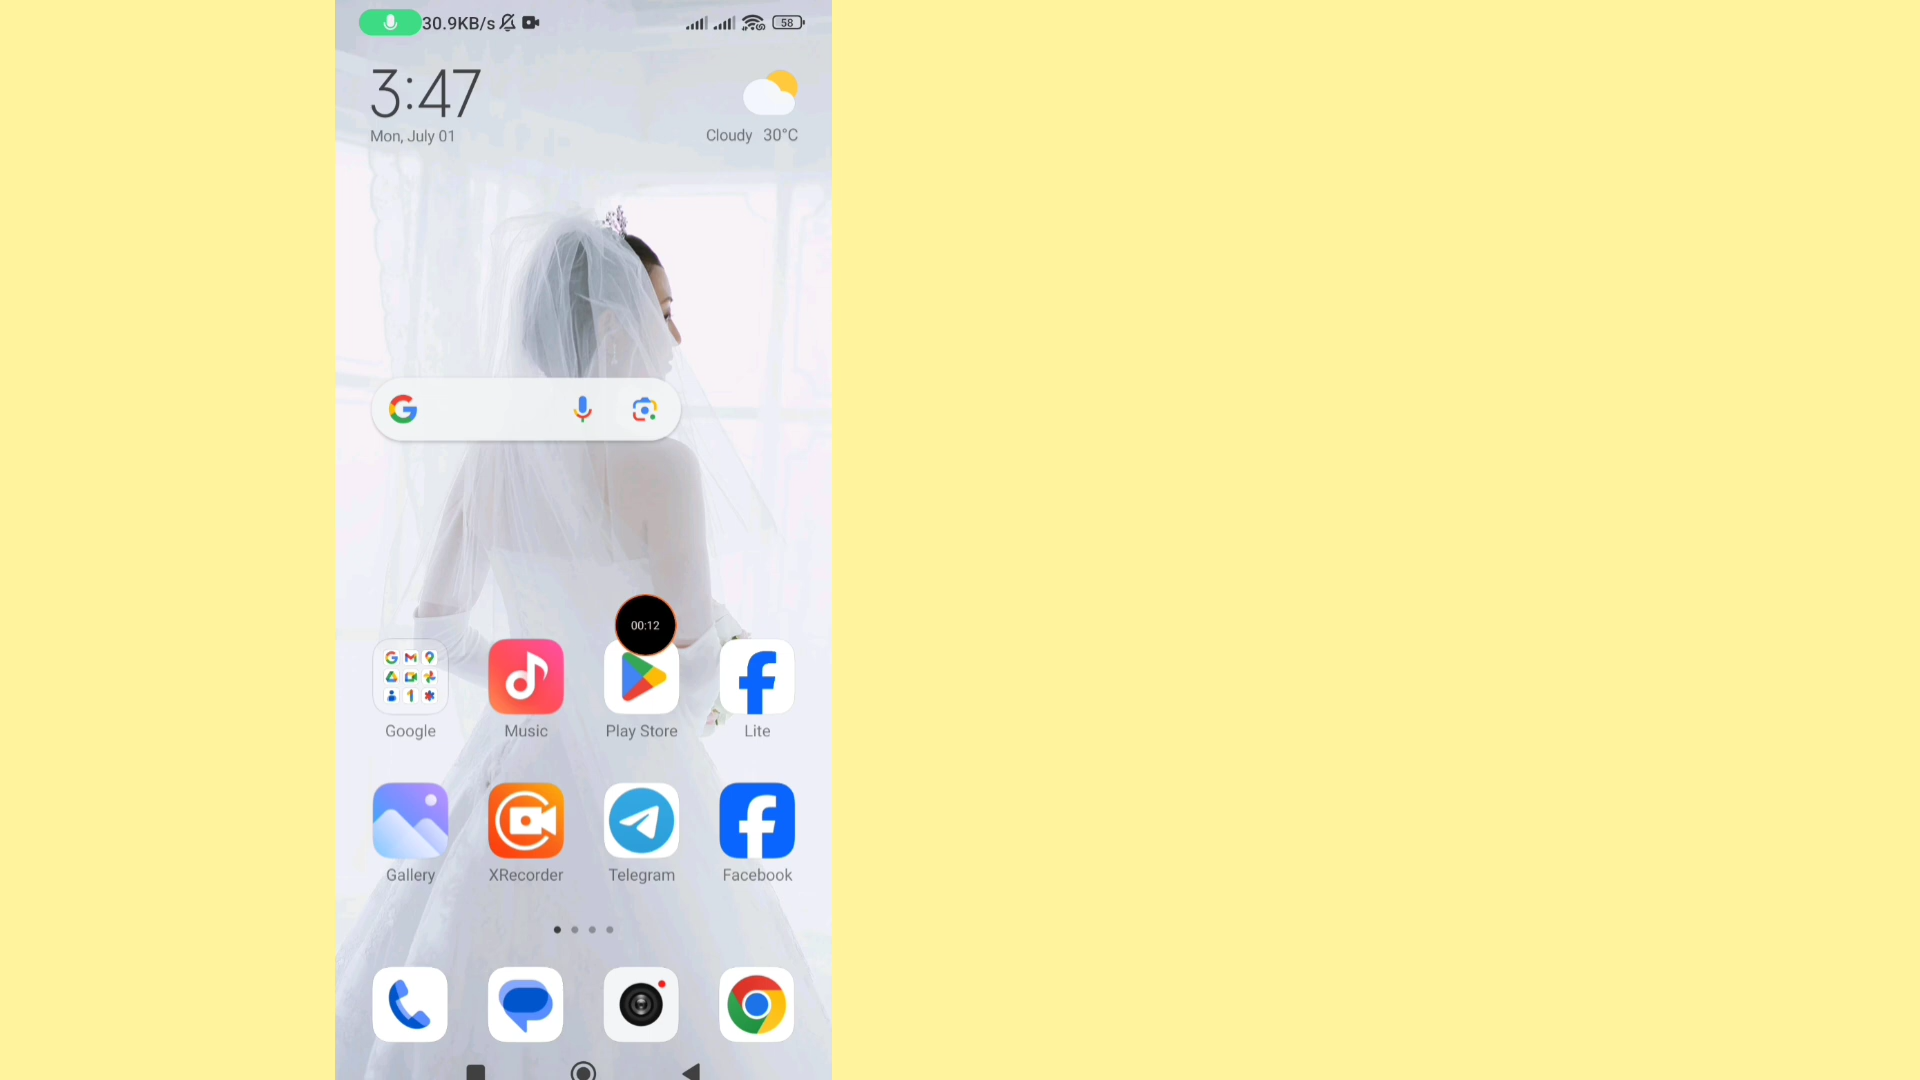 30.9KB/s
58
3:47
Mon, July 01
Cloudy 30°C
00:12
Google Music Play Store Lite
Gallery XRecorder Telegram Facebook